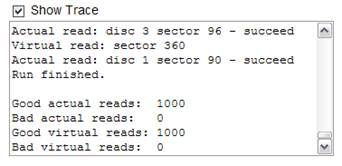 Show Trace
Actual read: disc 3 sector 96 - succeed
Virtual read: sector 360
Actual read: disc 1 sector 90 - succeed
Run finished.

Good actual reads:  1000
Bad actual reads:   0
Good virtual reads: 1000
Bad virtual reads:  0